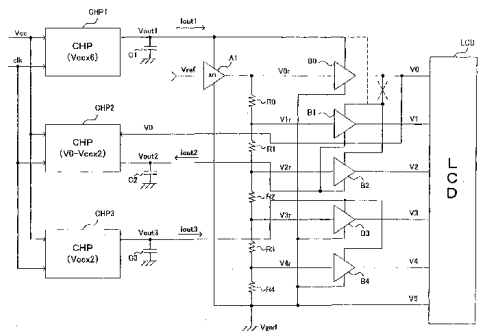 CHP1
CHP
(Vccx6)
Vcc
clk
Vout1
iout1
C1
Vref
A1
xn
V0r
B0
V0
LCD
R0
CHP2
CHP
(V0-Vccx2)
V0
Vout2
iout2
C2
B1
V1r
R1
V1
V2r
B2
V2
R2
LCD
CHP3
CHP
(Vccx2)
Vout3
iout3
C3
V3r
B3
V3
R3
V4r
B4
V4
R4
V5
Vgnd